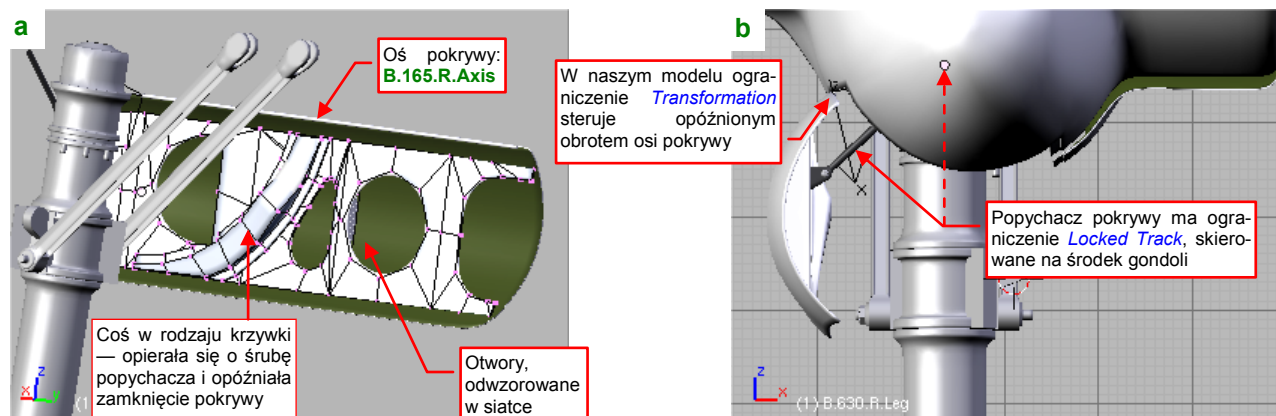 a
Oś pokrywy:
B.165.R.Axis
Coś w rodzaju krzywki
— opierała się o śrubę
popychacza i opóźniała
zamknięcie pokrywy
Otwory,
odwzorowane
w siatce
z
x
y
(1
b
W naszym modelu ogra-
niczenie Transformation
steruje opóźnionym
obrotem osi pokrywy
Popychacz pokrywy ma ogra-
niczenie Locked Track, skiero-
wane na środek gondoli
x
z
x
(1) B.630.R.Leg